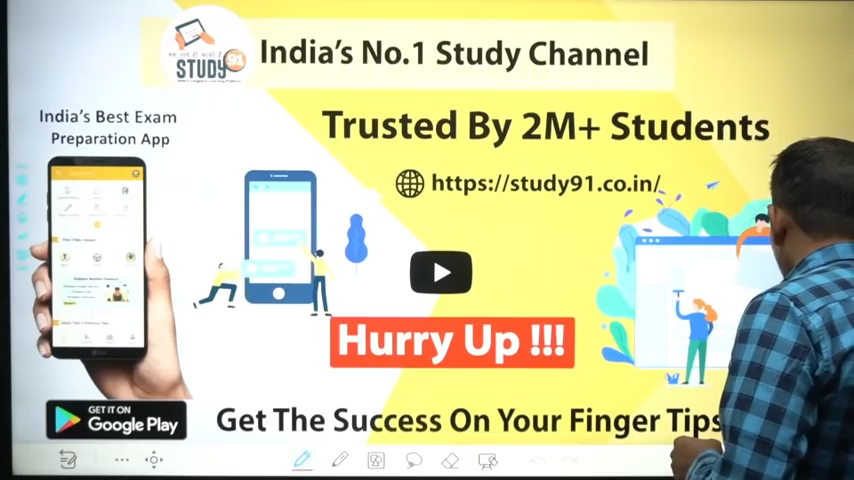 STUDY 91
India's No.1 Study Channel
India's Best Exam
Preparation App
Trusted By 2M+ Students
https://study91.co.in/
Hurry Up !!!
GET IT ON
Google Play
Get The Success On Your Finger Tips